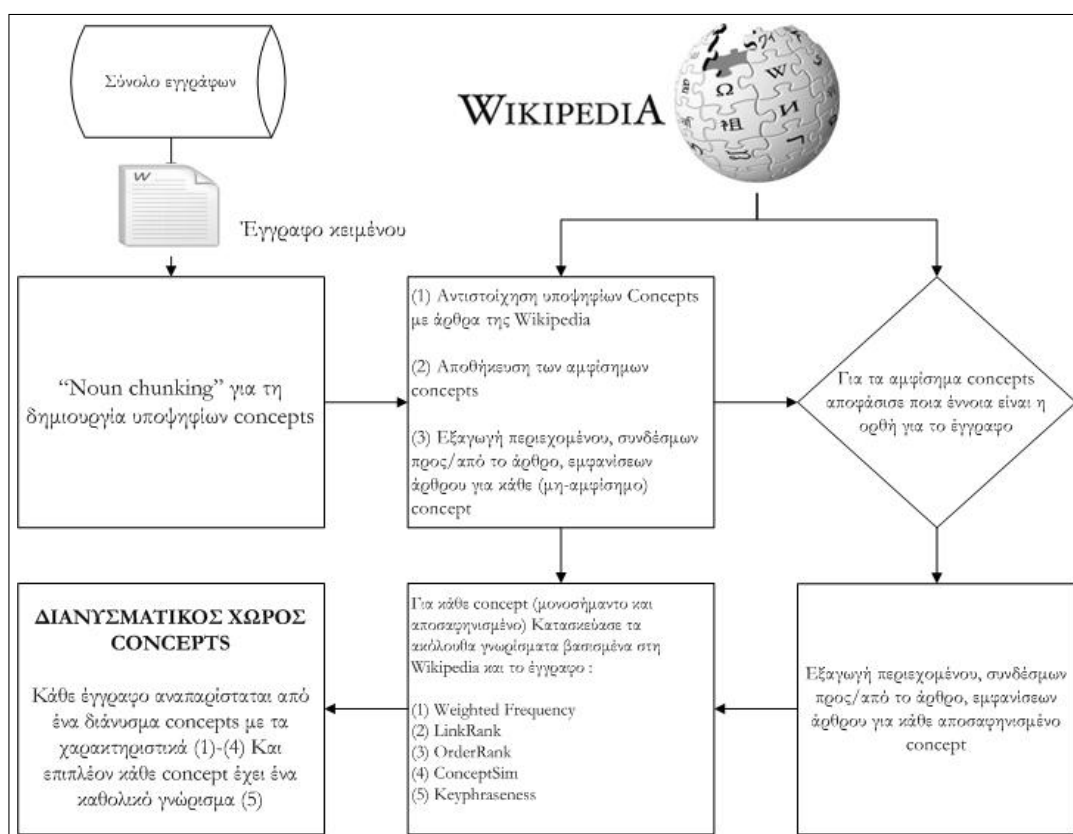 Σύνολο εγγράφων
WIKIPEDIA
Ω
W
И
祖
W
Έγγραφο κειμένου
“Noun chunking” για τη
δημιουργία υποψηφίων concepts
(1) Αντιστοίχηση υποψηφίων Concepts
με άρθρα της Wikipedia
(2) Αποθήκευση των αμφίσημων
concepts
(3) Εξαγωγή περιεχομένου, συνδέσμων
προς/από το άρθρο, εμφανίσεων
άρθρου για κάθε (μη-αμφίσημο)
concept
Για τα αμφίσημα concepts
αποφάσισε ποια έννοια είναι η
ορθή για το έγγραφο
ΔΙΑΝΥΣΜΑΤΙΚΟΣ ΧΩΡΟΣ
CONCEPTS
Κάθε έγγραφο αναπαρίσταται από
ένα διάνυσμα concepts με τα
χαρακτηριστικά (1)-(4) Και
επιπλέον κάθε concept έχει ένα
καθολικό γνώρισμα (5)
Για κάθε concept (μονοσήμαντο και
αποσαφηνισμένο) Κατασκεύασε τα
ακόλουθα γνωρίσματα βασισμένα στη
Wikipedia και το έγγραφο :
(1) Weighted Frequency
(2) LinkRank
(3) OrderRank
(4) ConceptSim
(5) Keyphraseness
Εξαγωγή περιεχομένου, συνδέσμων
προς/από το άρθρο, εμφανίσεων
άρθρου για κάθε αποσαφηνισμένο
concept